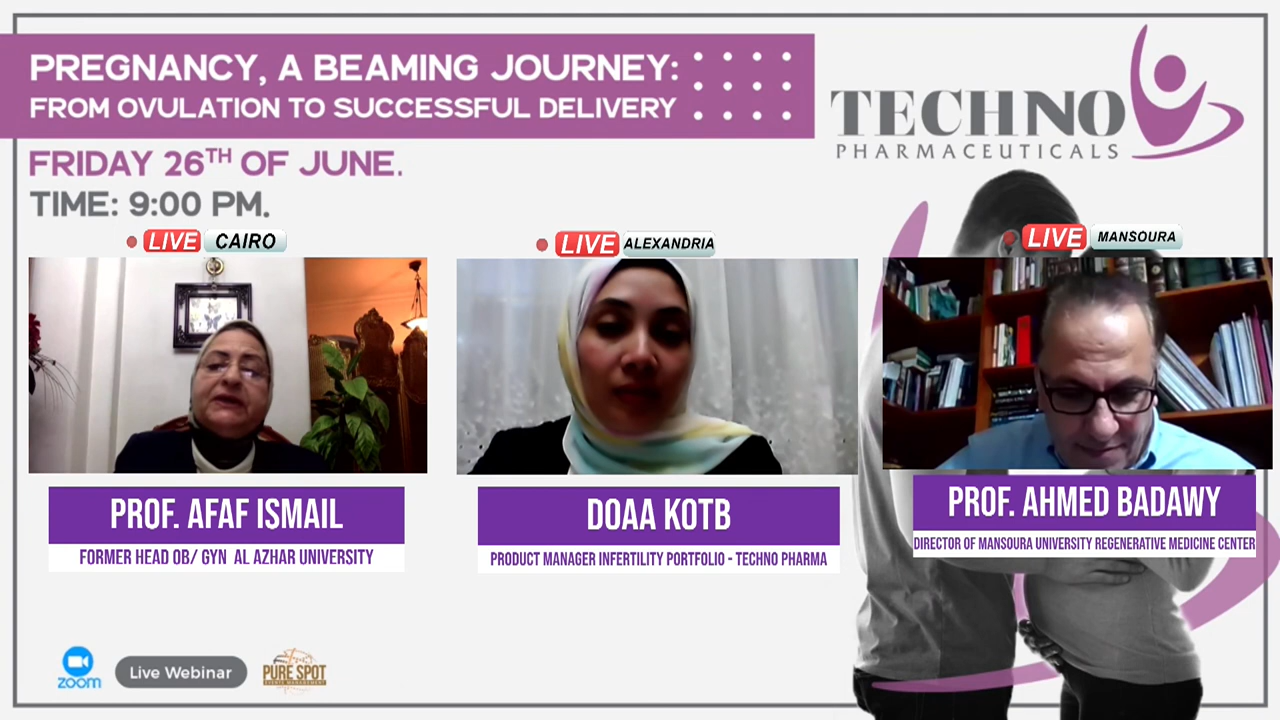 PREGNANCY, A BEAMING JOURNEY:
FROM OVULATION TO SUCCESSFUL DELIVERY
TECHNO
PHARMACEUTICALS
FRIDAY 26TH OF JUNE.
TIME: 9:00 PM.
LIVE CAIRO
LIVE ALEXANDRIA
LIVE MANSOURA
PROF. AFAF ISMAIL
FORMER HEAD OB/ GYN AL AZHAR UNIVERSITY
DOAA KOTB
PRODUCT MANAGER INFERTILITY PORTFOLIO - TECHNO PHARMA
PROF. AHMED BADAWY
DIRECTOR OF MANSOURA UNIVERSITY REGENERATIVE MEDICINE CENTER
zoom
Live Webinar
PURE SPOT
EVENTS MANAGEMENT